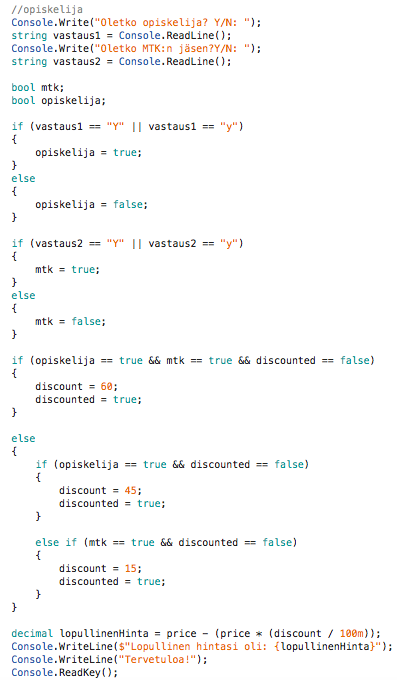 //opiskelija
Console.Write("Oletko opiskelija? Y/N: ");
string vastaus1 = Console.ReadLine();
Console.Write("Oletko MTK:n jäsen?Y/N: ");
string vastaus2 = Console.ReadLine();

bool mtk;
bool opiskelija;

if (vastaus1 == "Y" || vastaus1 == "y")
{
    opiskelija = true;
}
else
{
    opiskelija = false;
}

if (vastaus2 == "Y" || vastaus2 == "y")
{
    mtk = true;
}
else
{
    mtk = false;
}

if (opiskelija == true && mtk == true && discounted == false)
{
    discount = 60;
    discounted = true;
}

else
{
    if (opiskelija == true && discounted == false)
    {
        discount = 45;
        discounted = true;
    }

    else if (mtk == true && discounted == false)
    {
        discount = 15;
        discounted = true;
    }
}

decimal lopullinenHinta = price - (price * (discount / 100m));
Console.WriteLine($"Lopullinen hintasi oli: {lopullinenHinta}");
Console.WriteLine("Tervetuloa!");
Console.ReadKey();